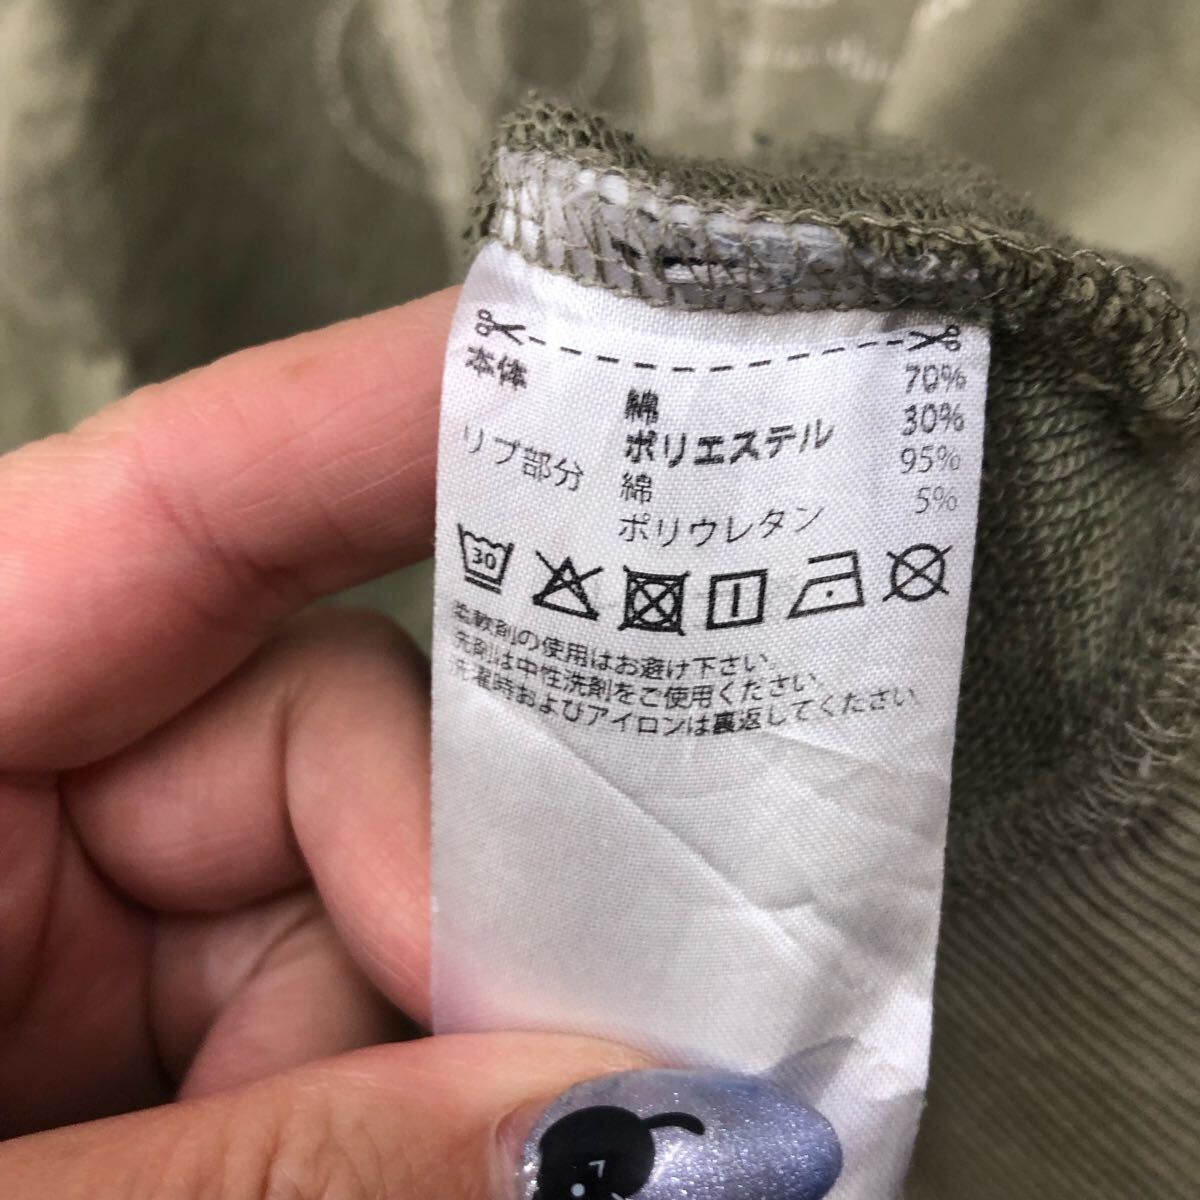 本体 綿 70%
ポリエステル 30%
リブ部分 綿 95%
ポリウレタン 5%
30
柔軟剤の使用はお避け下さい。
洗剤は中性洗剤をご使用ください。
洗濯時およびアイロンは裏返してください。